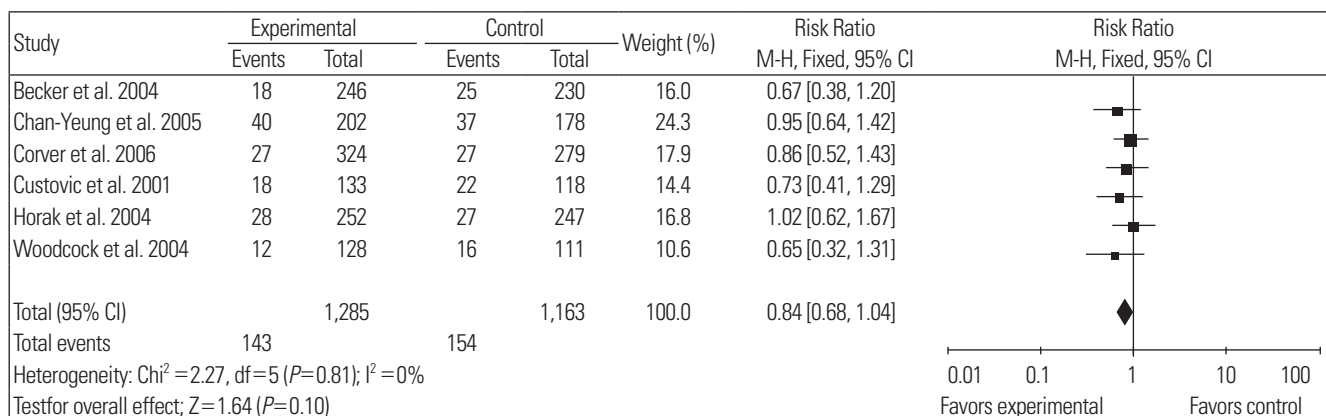 Study Experimental Control Weight (%) Risk Ratio Risk Ratio
Events Total Events Total M-H, Fixed, 95% CI M-H, Fixed, 95% CI
Becker et al. 2004 18 246 25 230 16.0 0.67 [0.38, 1.20]
Chan-Yeung et al. 2005 40 202 37 178 24.3 0.95 [0.64, 1.42]
Corver et al. 2006 27 324 27 279 17.9 0.86 [0.52, 1.43]
Custovic et al. 2001 18 133 22 118 14.4 0.73 [0.41, 1.29]
Horak et al. 2004 28 252 27 247 16.8 1.02 [0.62, 1.67]
Woodcock et al. 2004 12 128 16 111 10.6 0.65 [0.32, 1.31]
Total (95% CI) 1,285 1,163 100.0 0.84 [0.68, 1.04]
Total events 143 154
Heterogeneity: Chi² =2.27, df=5 (P=0.81); I² =0%
0.01 0.1 1 10 100
Testfor overall effect; Z=1.64 (P=0.10) Favors experimental Favors control